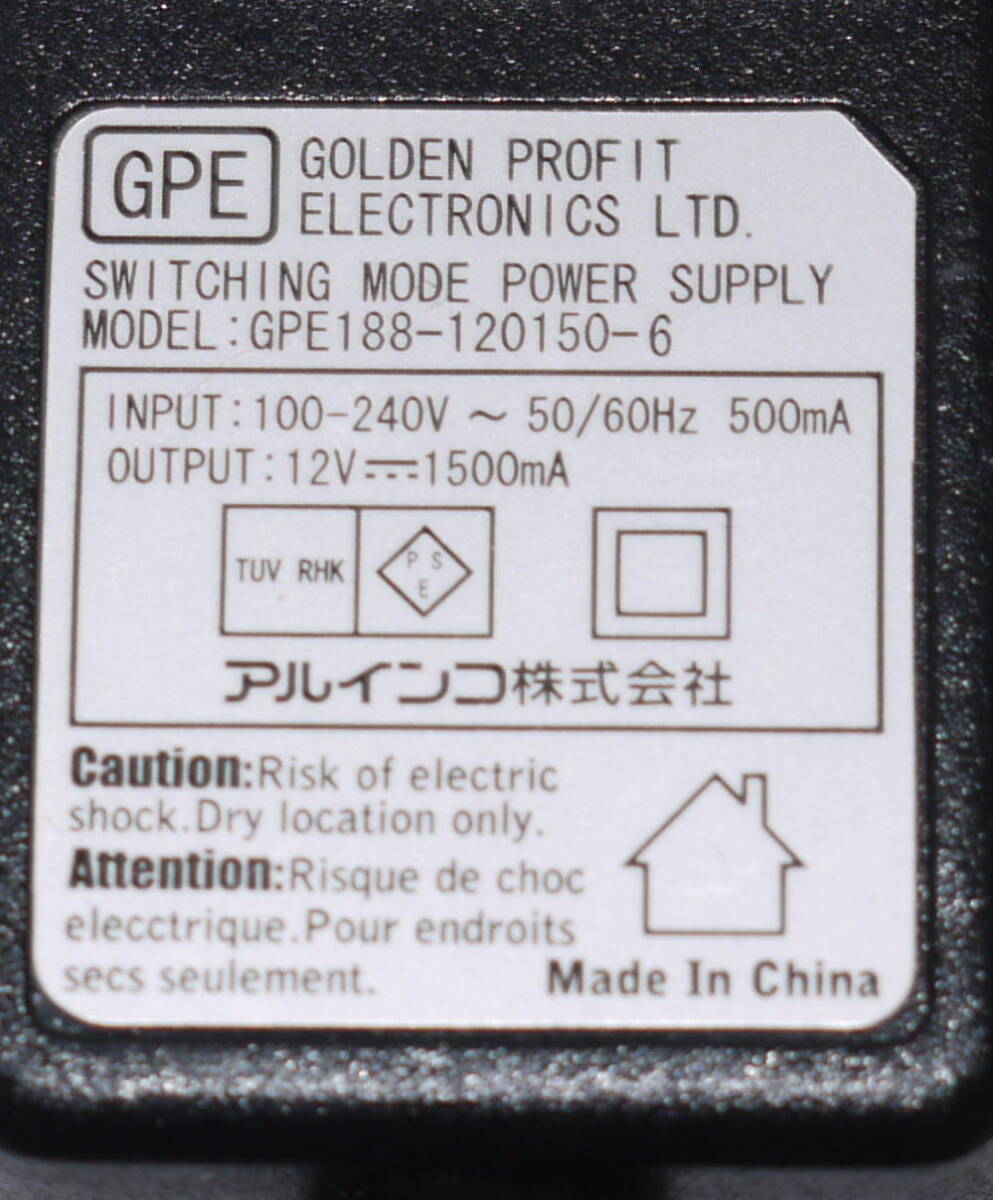 GPE
GOLDEN PROFIT
ELECTRONICS LTD.
SWITCHING MODE POWER SUPPLY
MODEL:GPE188-120150-6
INPUT:100-240V ~ 50/60Hz 500mA
OUTPUT:12V⎓1500mA
TUV RHK
P S
E
アルインコ株式会社
Caution:Risk of electric
shock.Dry location only.
Attention:Risque de choc
elecctrique.Pour endroits
secs seulement.
Made In China